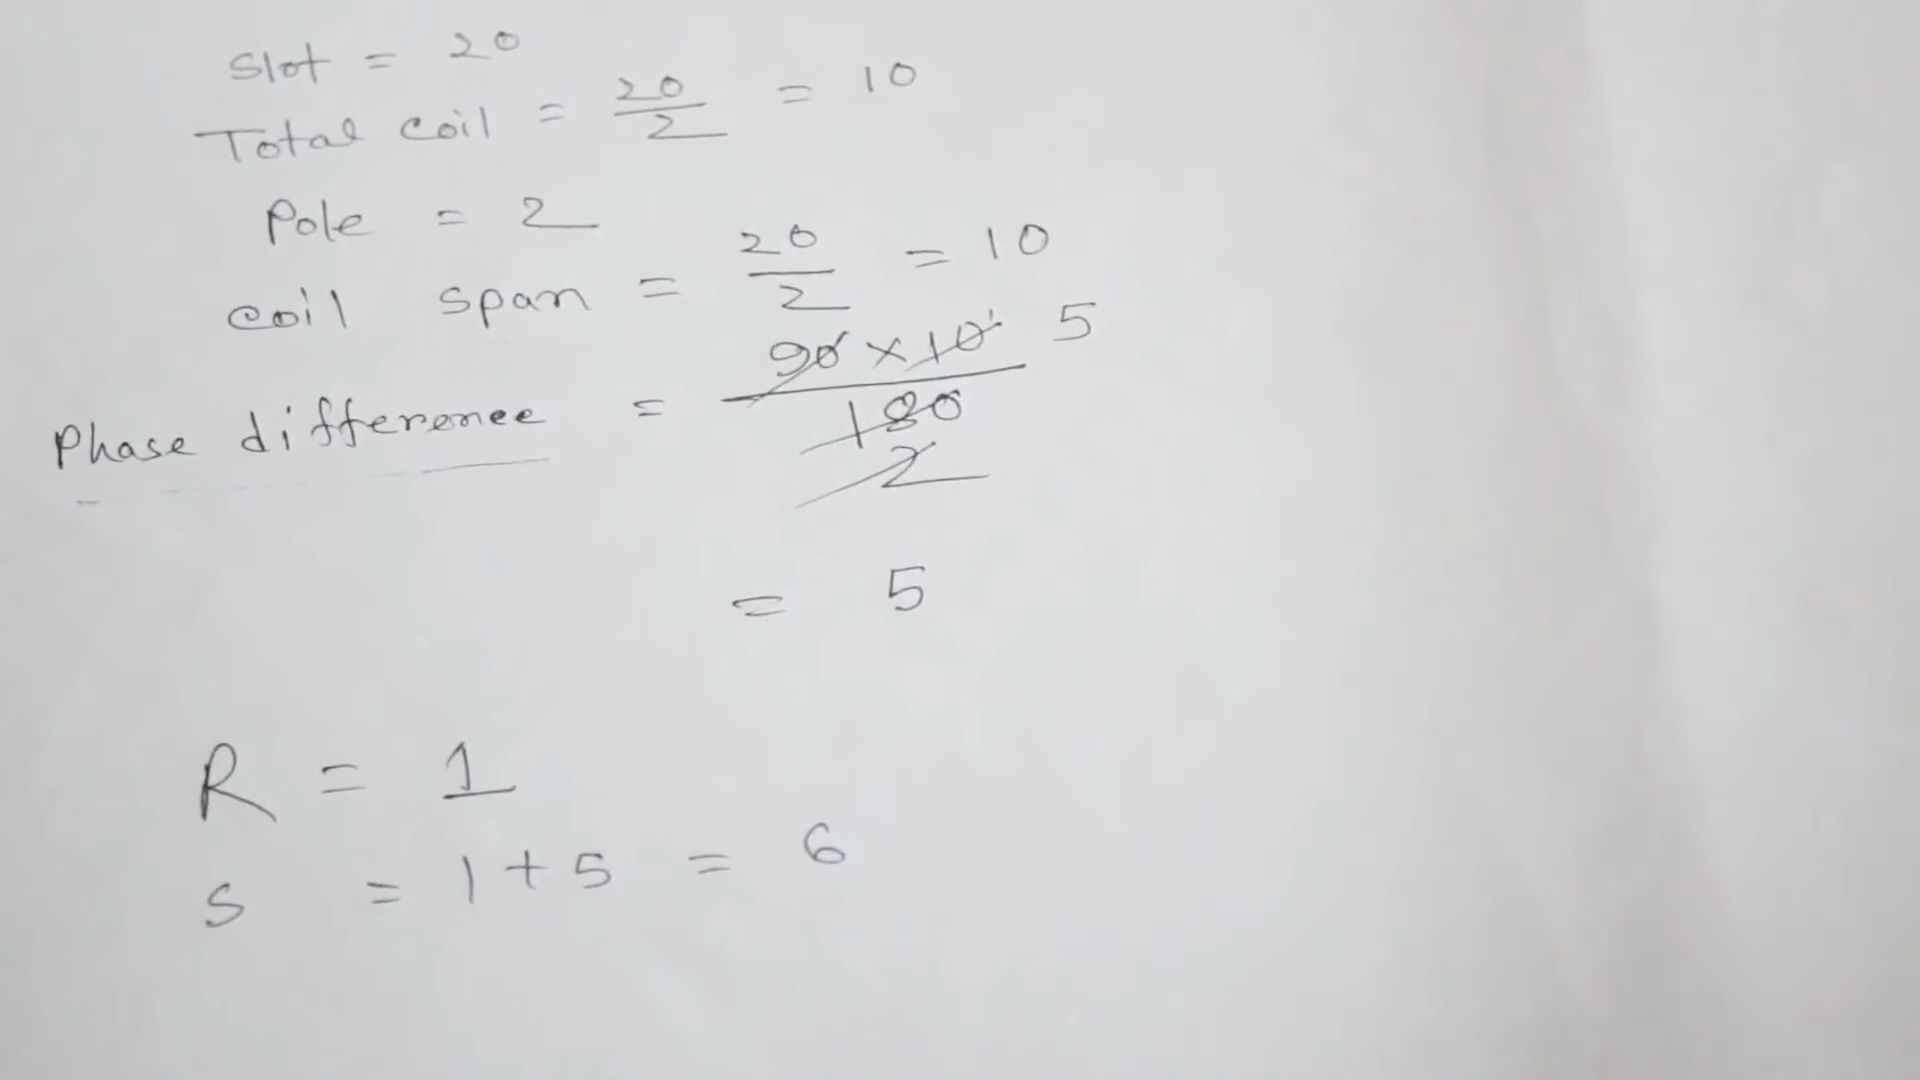 Slot = 20
Total coil = 20/2 = 10
Pole = 2
coil span = 20/2 = 10
Phase difference = 90 × 10 / 180 5
2
= 5
R = 1
S = 1 + 5 = 6